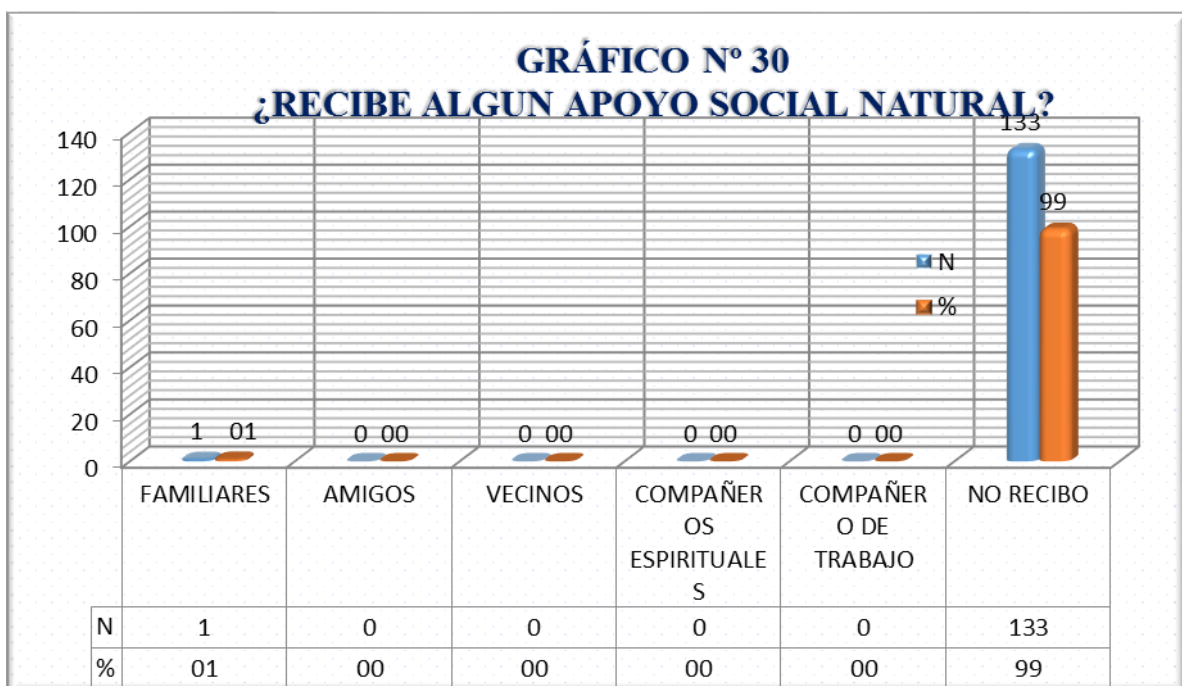 GRÁFICO Nº 30
¿RECIBE ALGUN APOYO SOCIAL NATURAL?
140
120
100
80
60
40
20
0
1 01
0 00
0 00
0 00
0 00
133
99
N
%
FAMILIARES
AMIGOS
VECINOS
COMPAÑER
OS
ESPIRITUALE
S
COMPAÑER
O DE
TRABAJO
NO RECIBO
N 1 0 0 0 0 133
% 01 00 00 00 00 99